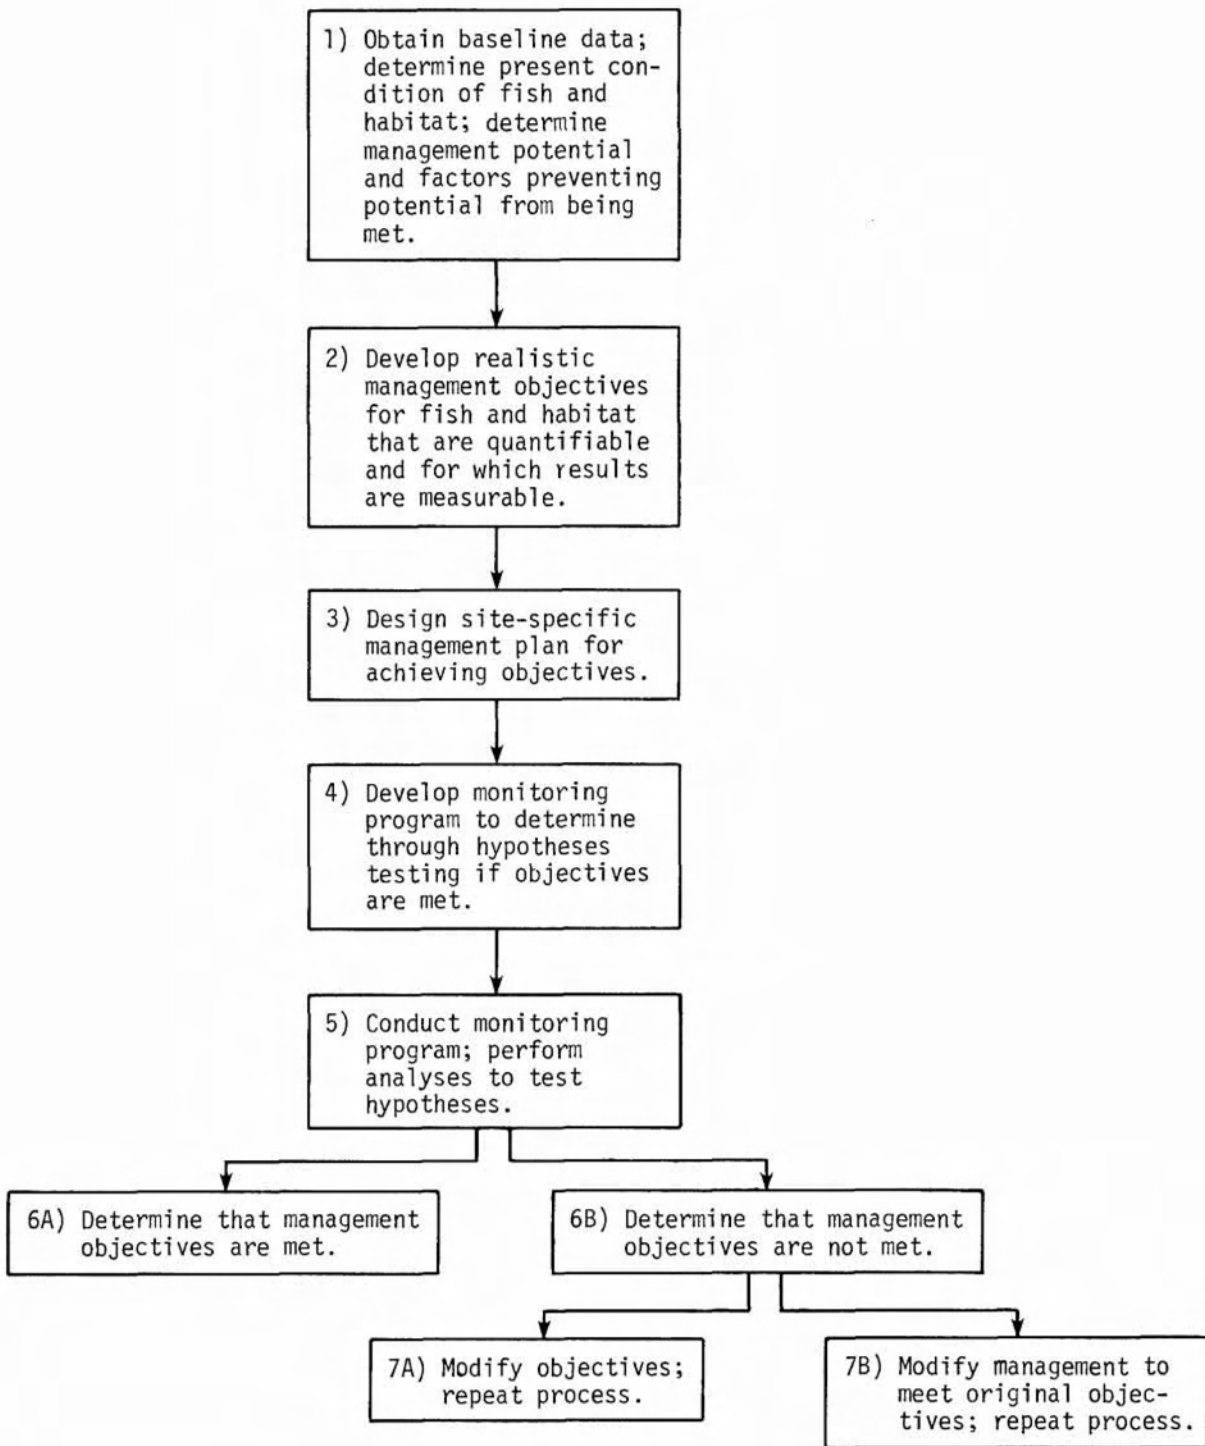 1) Obtain baseline data;
determine present con-
dition of fish and
habitat; determine
management potential
and factors preventing
potential from being
met.
2) Develop realistic
management objectives
for fish and habitat
that are quantifiable
and for which results
are measurable.
3) Design site-specific
management plan for
achieving objectives.
4) Develop monitoring
program to determine
through hypotheses
testing if objectives
are met.
5) Conduct monitoring
program; perform
analyses to test
hypotheses.
6A) Determine that management
objectives are met.
6B) Determine that management
objectives are not met.
7A) Modify objectives;
repeat process.
7B) Modify management to
meet original objec-
tives; repeat process.